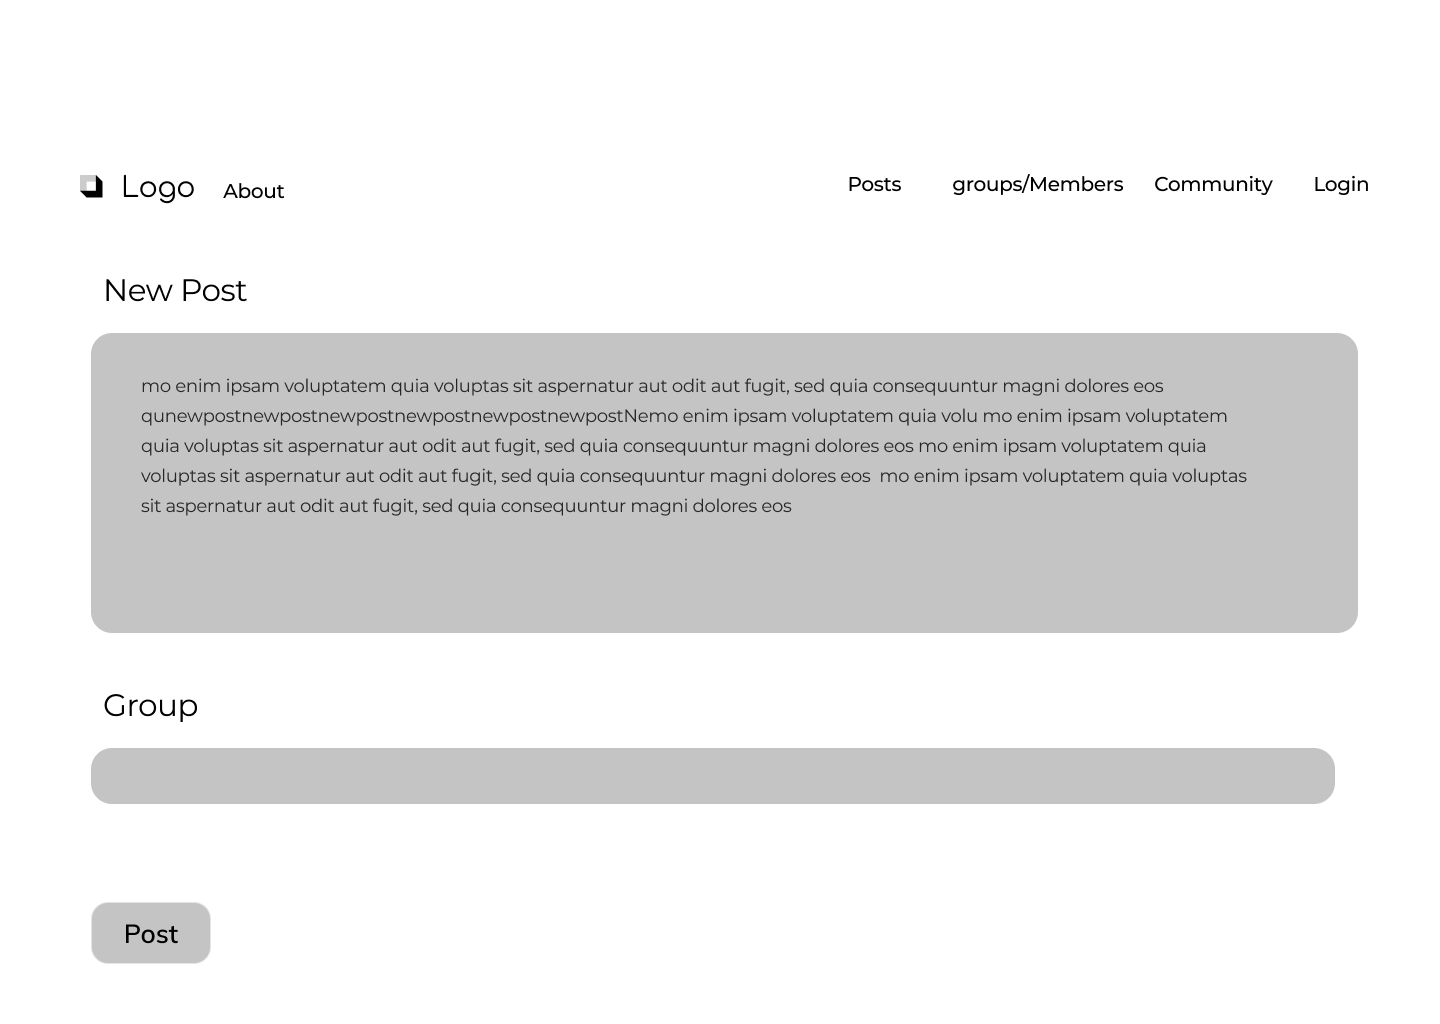 Logo
About
Posts
groups/Members
Community
Login
New Post
mo enim ipsam voluptatem quia voluptas sit aspernatur aut odit aut fugit, sed quia consequuntur magni dolores eos
qunewpostnewpostnewpostnewpostnewpostnewpostNemo enim ipsam voluptatem quia volu mo enim ipsam voluptatem
quia voluptas sit aspernatur aut odit aut fugit, sed quia consequuntur magni dolores eos mo enim ipsam voluptatem quia
voluptas sit aspernatur aut odit aut fugit, sed quia consequuntur magni dolores eos  mo enim ipsam voluptatem quia voluptas
sit aspernatur aut odit aut fugit, sed quia consequuntur magni dolores eos
Group
Post